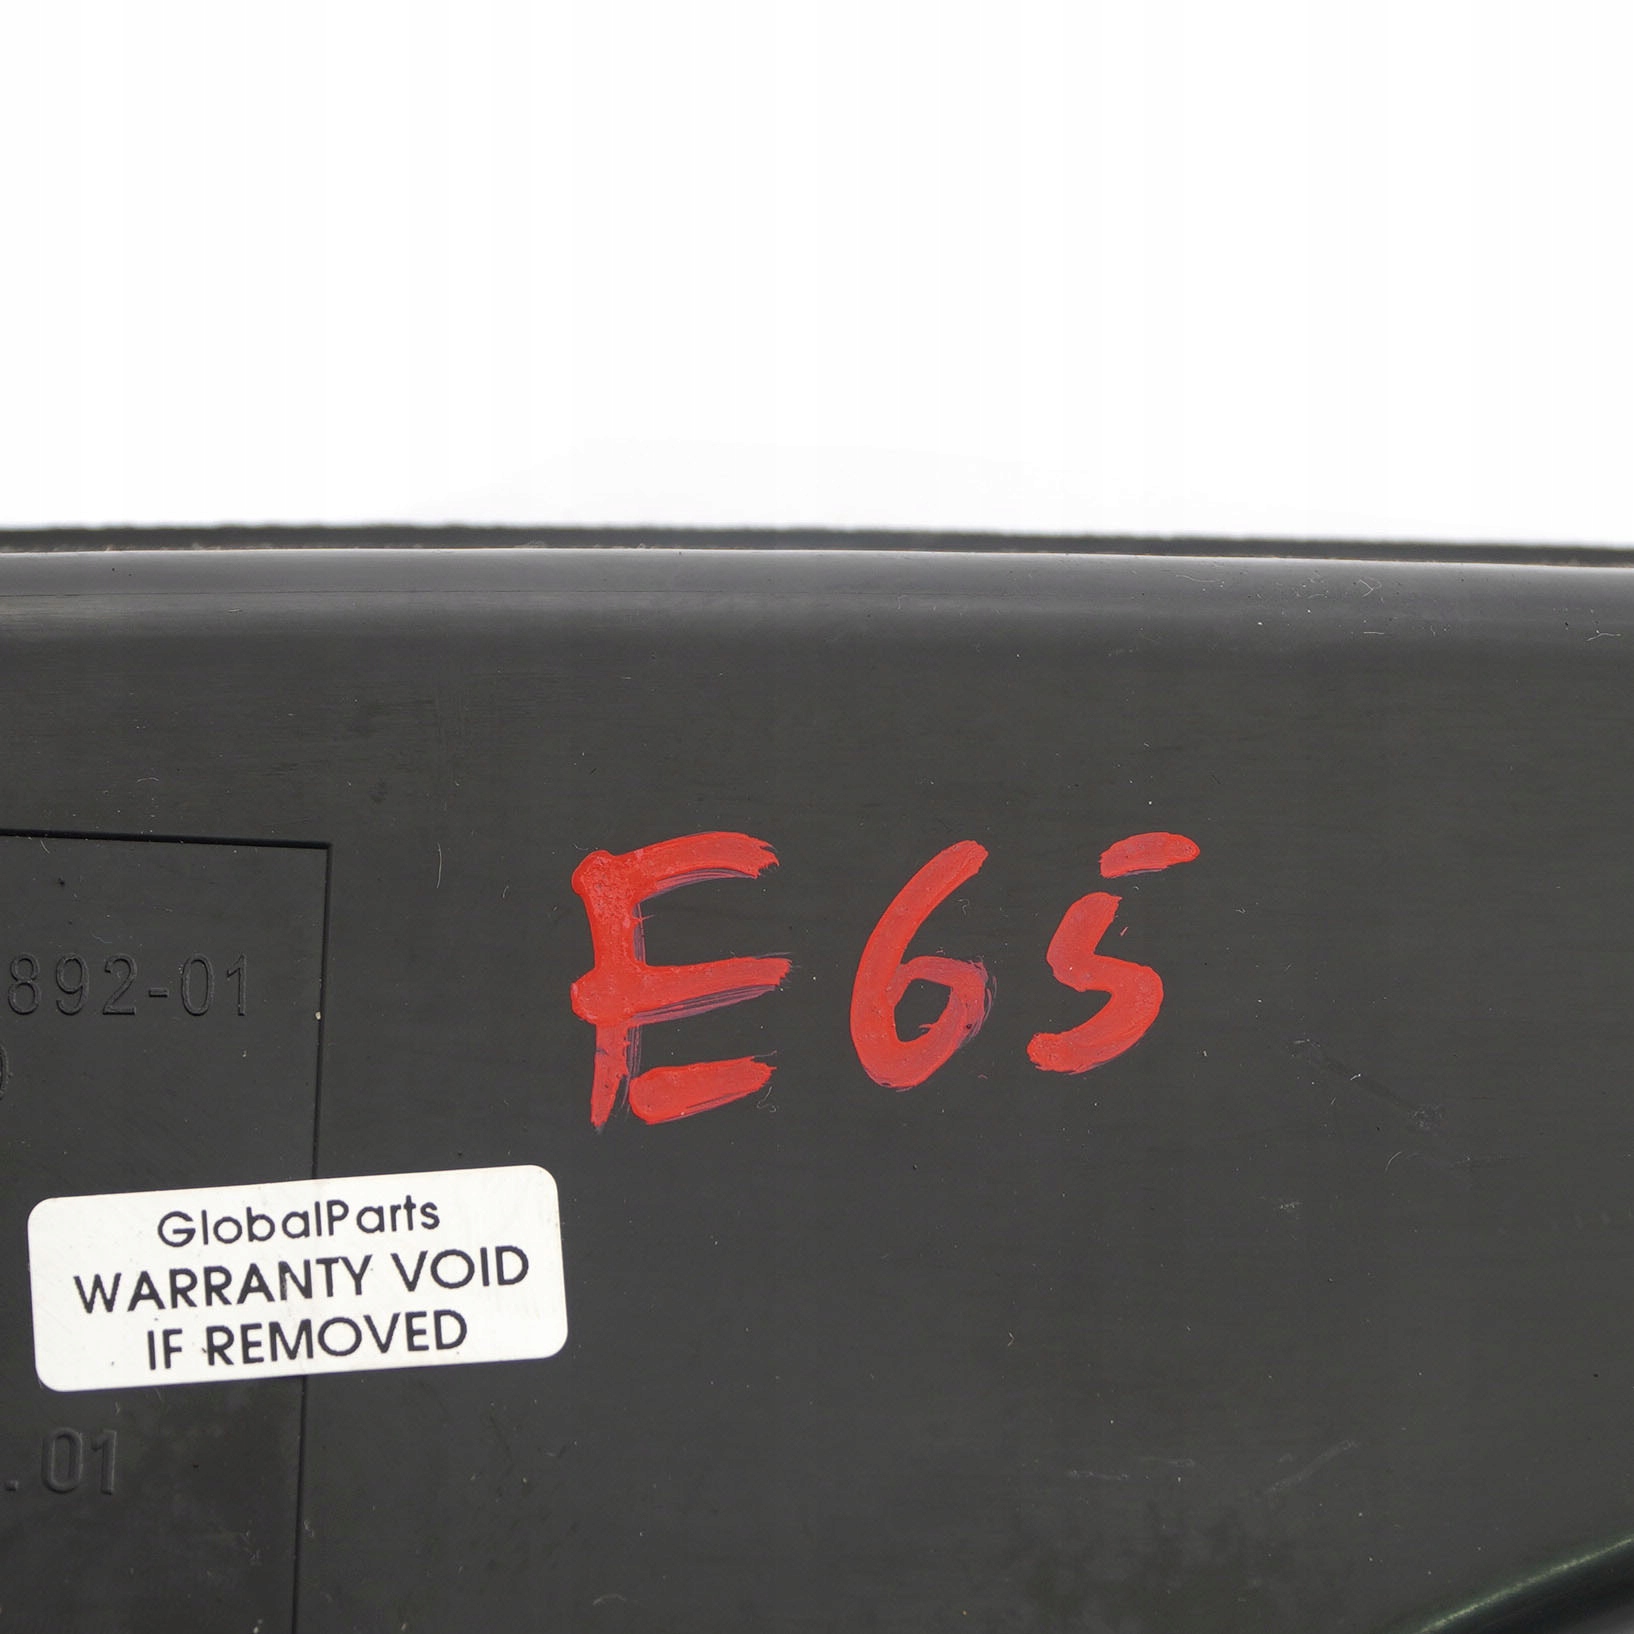 E65
892-01
GlobalParts
WARRANTY VOID
IF REMOVED
.01